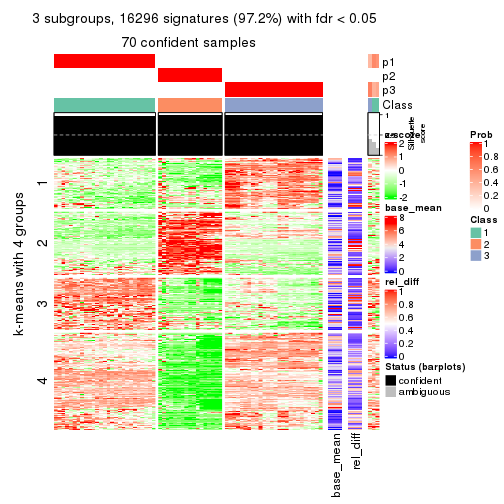 3 subgroups, 16296 signatures (97.2%) with fdr < 0.05
70 confident samples
p1
p2
p3
Class
1
Silhouette
score
z-score
2
1
0
-1
-2
Prob
1
0.8
0.6
0.4
0.2
0
base_mean
8
6
4
2
0
Class
1
2
3
rel_diff
1
0.8
0.6
0.4
0.2
0
Status (barplots)
confident
ambiguous
k-means with 4 groups
1
2
3
4
base_mean
rel_diff